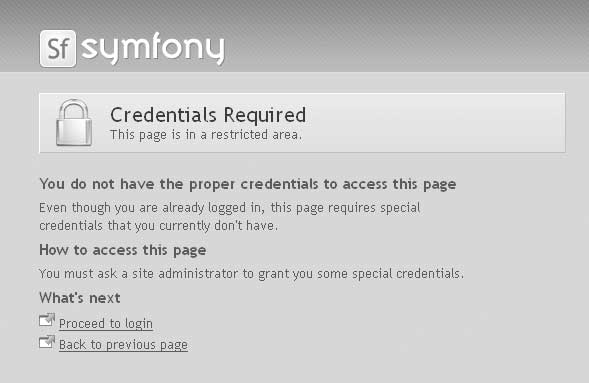 Sf symfony
Credentials Required
This page is in a restricted area.
You do not have the proper credentials to access this page
Even though you are already logged in, this page requires special
credentials that you currently don't have.
How to access this page
You must ask a site administrator to grant you some special credentials.
What's next
Proceed to login
Back to previous page